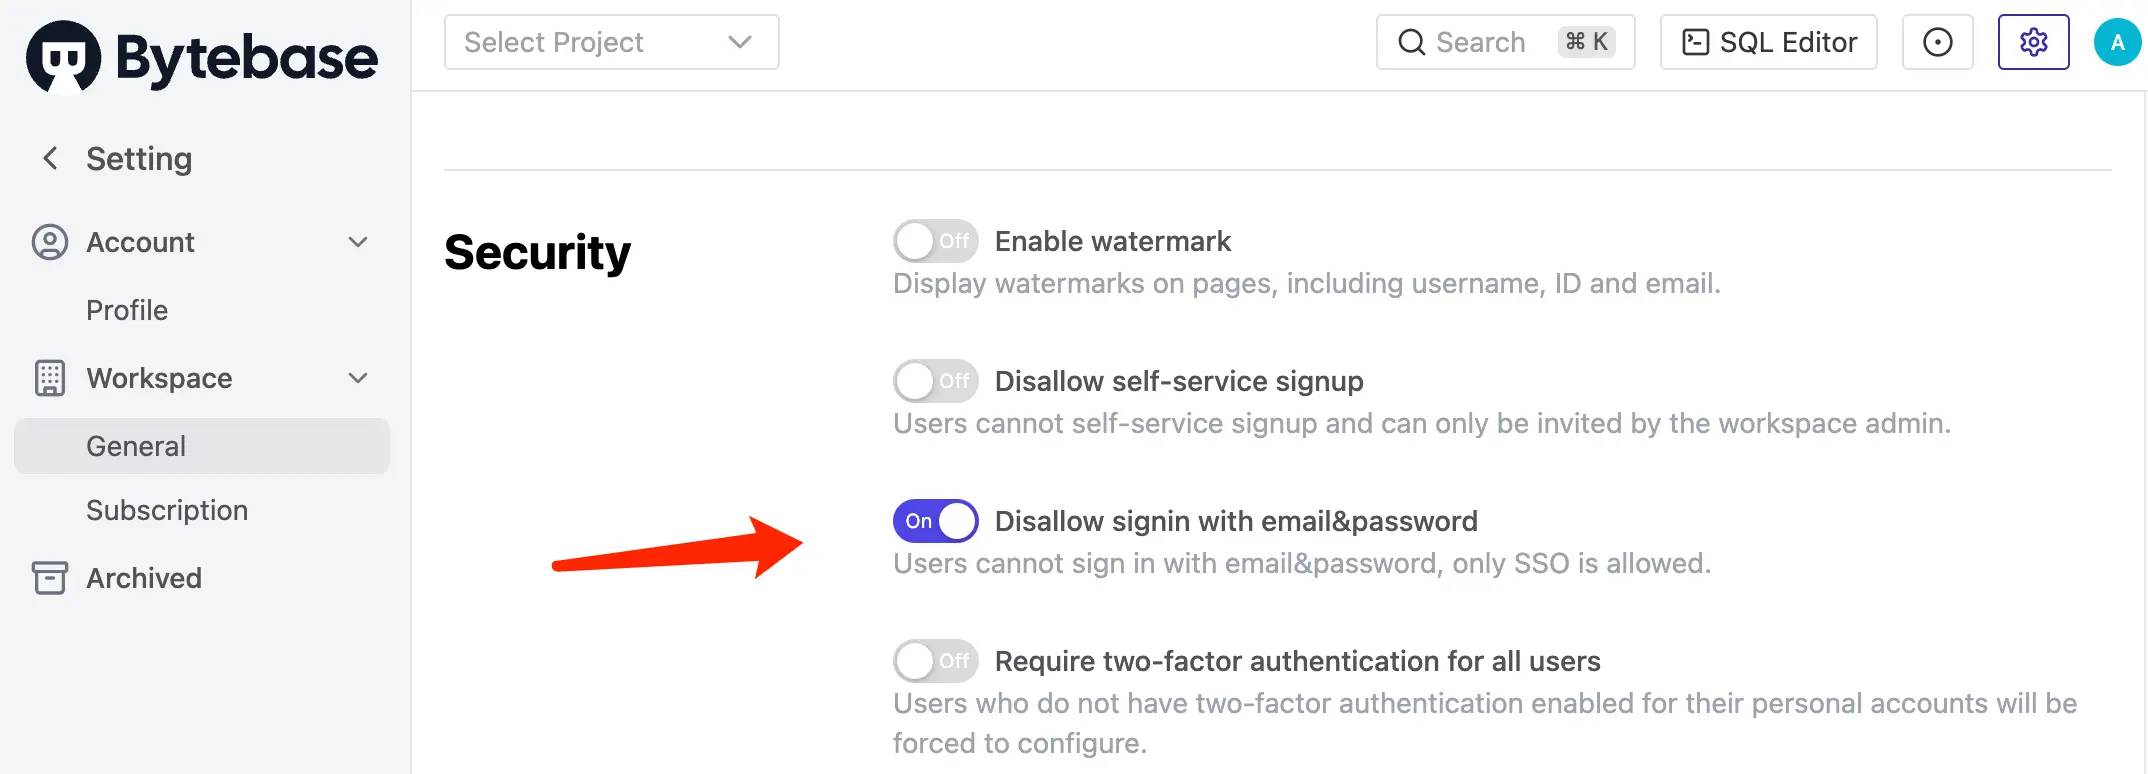 Bytebase
Select Project
Search ⌘ K
SQL Editor
A
Setting
Account
Profile
Workspace
General
Subscription
Archived
Security
Off Enable watermark
Display watermarks on pages, including username, ID and email.
Off Disallow self-service signup
Users cannot self-service signup and can only be invited by the workspace admin.
On Disallow signin with email&password
Users cannot sign in with email&password, only SSO is allowed.
Off Require two-factor authentication for all users
Users who do not have two-factor authentication enabled for their personal accounts will be
forced to configure.